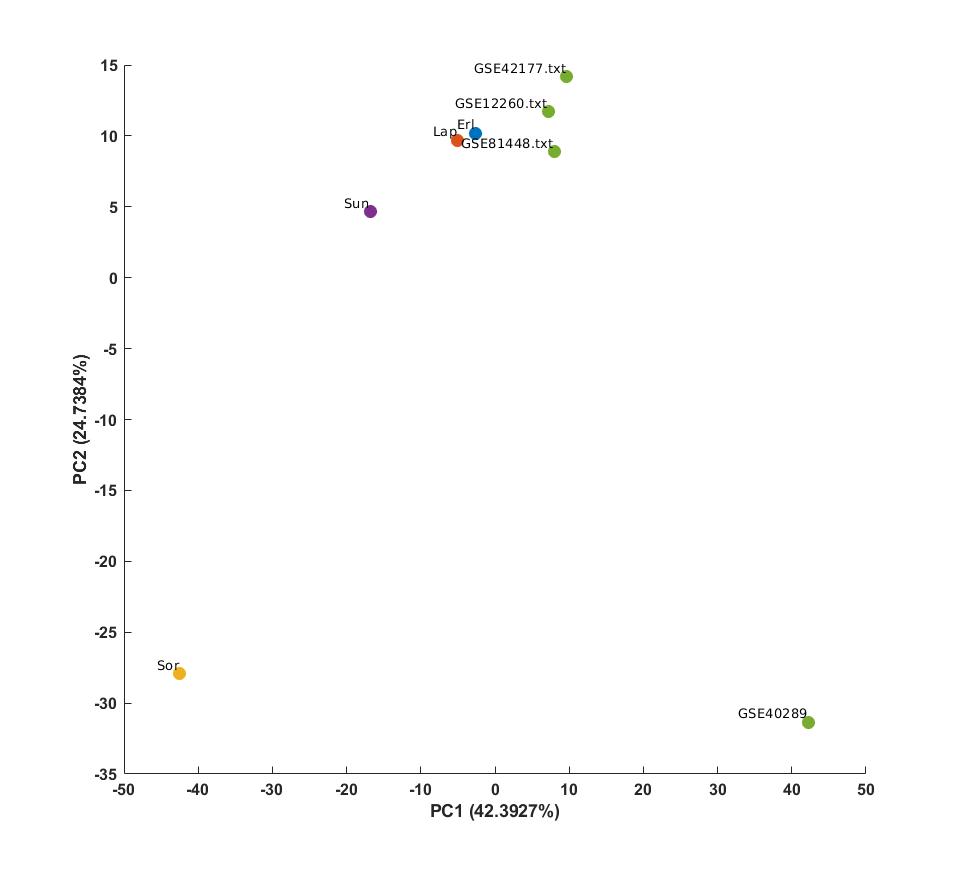 15
GSE42177.txt
GSE12260.txt
Erl
Lap
10
GSE81448.txt
Sun
5
0
-5
PC2 (24.7384%)
-10
-15
-20
-25
Sor
-30
GSE40289
-35
-50 -40 -30 -20 -10 0 10 20 30 40 50
PC1 (42.3927%)